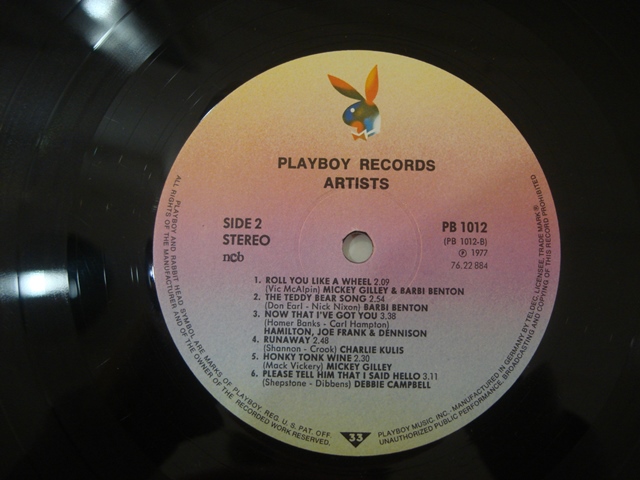 PLAYBOY RECORDS
ARTISTS
SIDE 2
STEREO
ncb
PB 1012
(PB 1012-B)
℗ 1977
76.22 884
1. ROLL YOU LIKE A WHEEL 2.09
(Vic McAlpin) MICKEY GILLEY & BARBI BENTON
2. THE TEDDY BEAR SONG 2.54
(Don Earl - Nick Nixon) BARBI BENTON
3. NOW THAT I'VE GOT YOU 3.38
(Homer Banks - Carl Hampton)
HAMILTON, JOE FRANK & DENNISON
4. RUNAWAY 2.48
(Shannon - Crook) CHARLIE KULIS
5. HONKY TONK WINE 2.30
(Mack Vickery) MICKEY GILLEY
6. PLEASE TELL HIM THAT I SAID HELLO 3.11
(Shepstone - Dibbens) DEBBIE CAMPBELL
33
PLAYBOY AND RABBIT HEAD SYMBOL ARE MARKS OF PLAYBOY, REG. U.S. PAT. OFF.
ALL RIGHTS OF THE MANUFACTURER AND OF THE OWNER OF THE RECORDED WORK RESERVED.
PLAYBOY MUSIC, INC., MANUFACTURED IN GERMANY BY TELDEC, LICENSEE, TRADE MARK®
UNAUTHORIZED PUBLIC PERFORMANCE, BROADCASTING AND COPYING OF THIS RECORD PROHIBITED